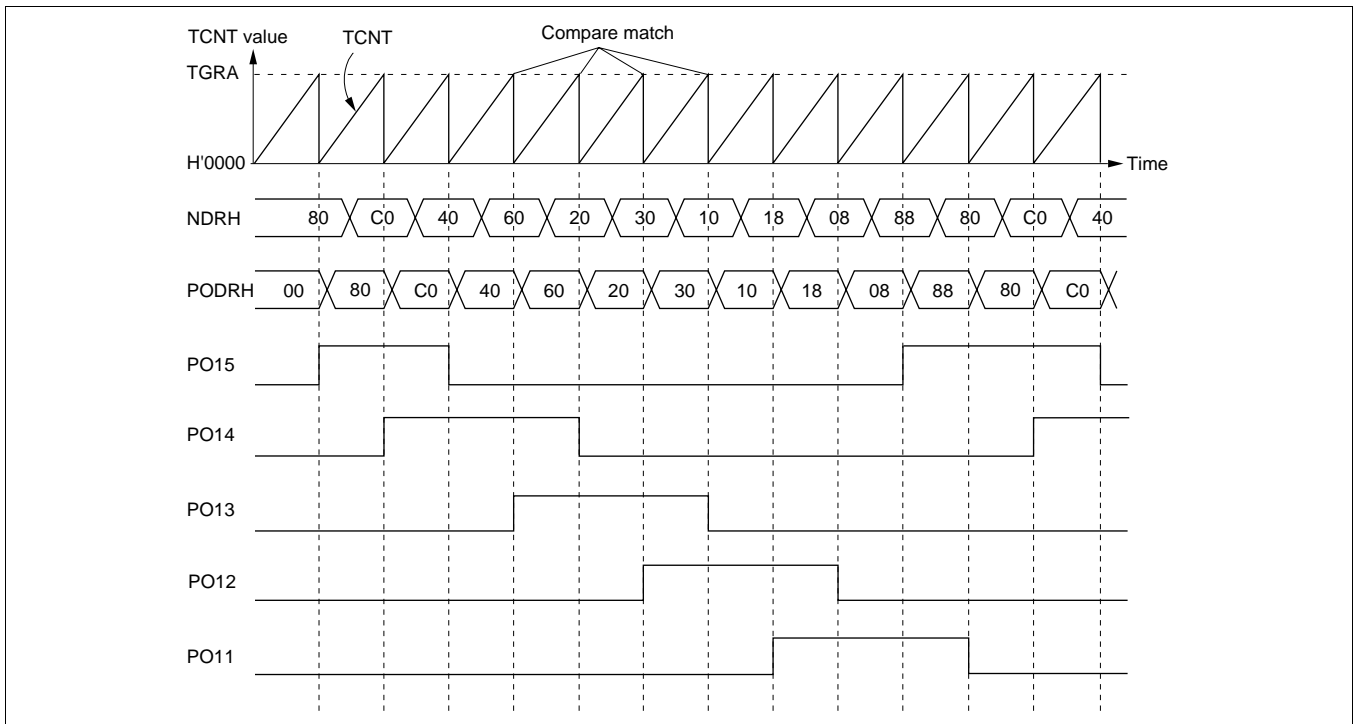 TCNT value TCNT Compare match
TGRA
H'0000 Time
NDRH 80 C0 40 60 20 30 10 18 08 88 80 C0 40
PODRH 00 80 C0 40 60 20 30 10 18 08 88 80 C0
PO15
PO14
PO13
PO12
PO11